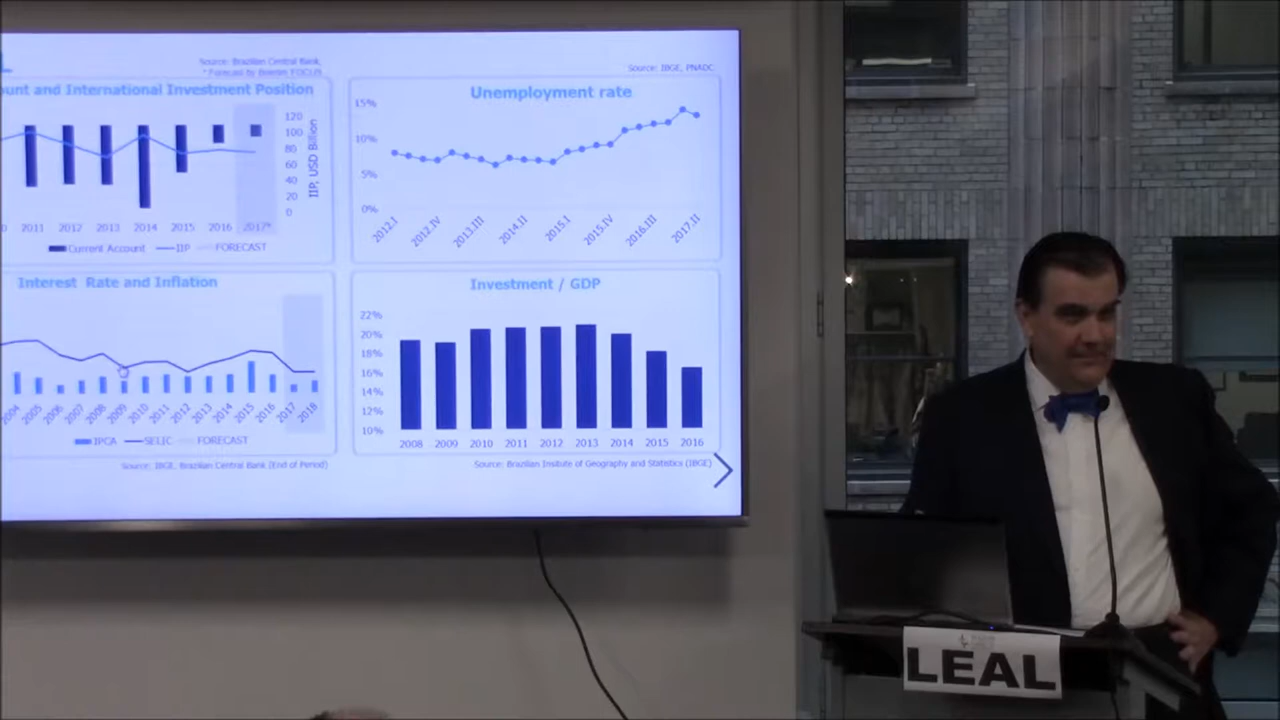 Source: Brazilian Central Bank,
* Forecast by Boletim FOCUS
unt and International Investment Position
120
100
80
60
40
20
0
IIP, USD Billion
2011 2012 2013 2014 2015 2016 2017*
Current Account IIP FORECAST
Source: IBGE, PNADC
Unemployment rate
15%
10%
5%
0%
2012.I 2012.IV 2013.III 2014.II 2015.I 2015.IV 2016.III 2017.II
Interest Rate and Inflation
2004 2005 2006 2007 2008 2009 2010 2011 2012 2013 2014 2015 2016 2017 2018
IPCA SELIC FORECAST
Source: IBGE, Brazilian Central Bank (End of Period)
Investment / GDP
22%
20%
18%
16%
14%
12%
10%
2008 2009 2010 2011 2012 2013 2014 2015 2016
Source: Brazilian Insitute of Geography and Statistics (IBGE)
LEAL